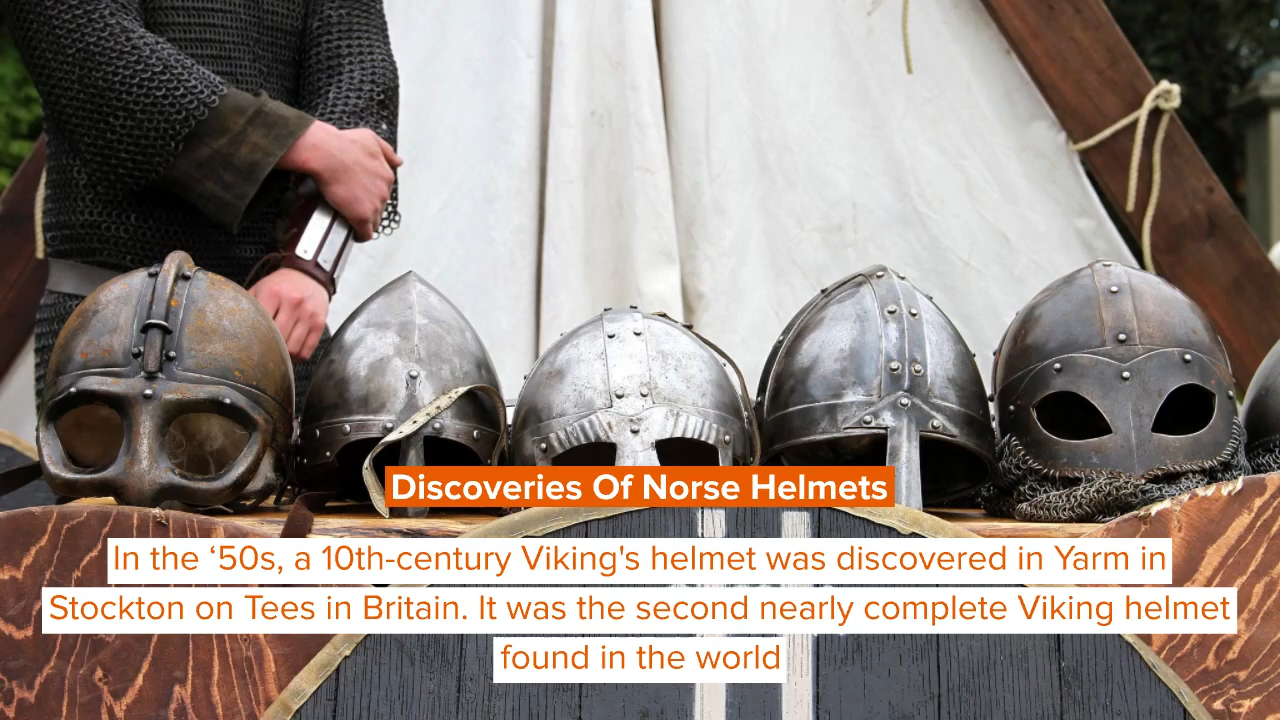 Discoveries Of Norse Helmets
In the ‘50s, a 10th-century Viking's helmet was discovered in Yarm in
Stockton on Tees in Britain. It was the second nearly complete Viking helmet
found in the world